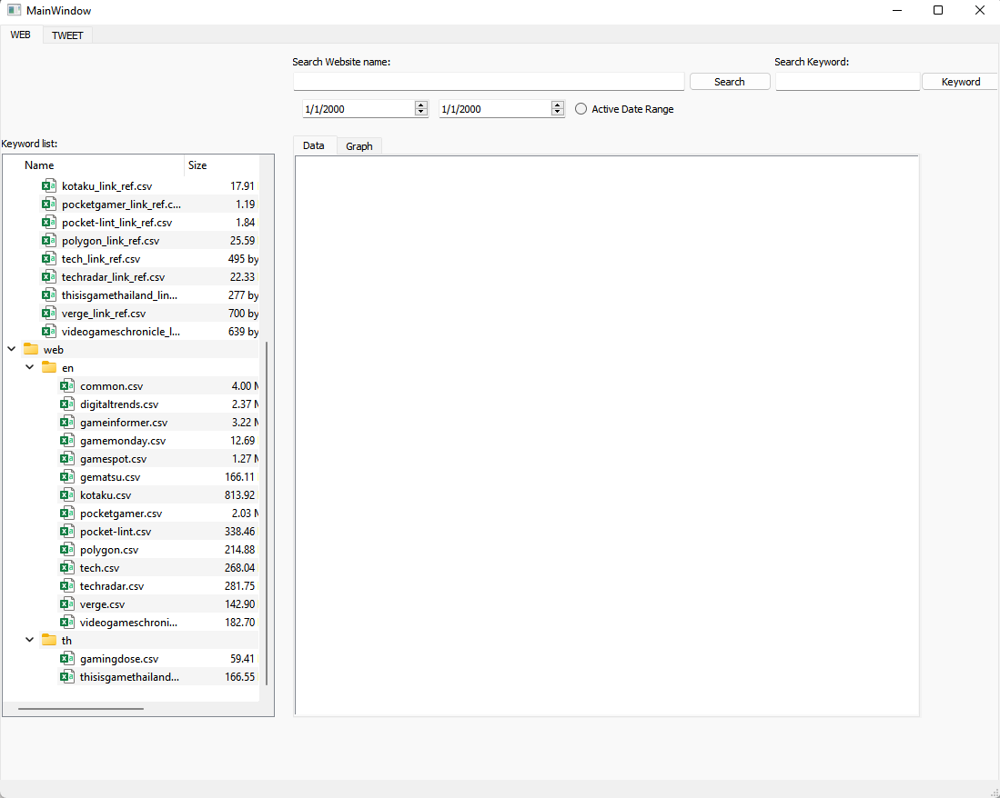 MainWindow
WEB TWEET
Search Website name: Search Keyword:
Search Keyword
1/1/2000 1/1/2000 Active Date Range
Keyword list:
Data Graph
Name Size
kotaku_link_ref.csv 17.91
pocketgamer_link_ref.c... 1.19
pocket-lint_link_ref.csv 1.84
polygon_link_ref.csv 25.59
tech_link_ref.csv 495 by
techradar_link_ref.csv 22.33
thisisgamethailand_lin... 277 by
verge_link_ref.csv 700 by
videogameschronicle_l... 639 by
web
en
common.csv 4.00 M
digitaltrends.csv 2.37 M
gameinformer.csv 3.22 M
gamemonday.csv 12.69
gamespot.csv 1.27 M
gematsu.csv 166.11
kotaku.csv 813.92
pocketgamer.csv 2.03 M
pocket-lint.csv 338.46
polygon.csv 214.88
tech.csv 268.04
techradar.csv 281.75
verge.csv 142.90
videogameschroni... 182.70
th
gamingdose.csv 59.41
thisisgamethailand... 166.55